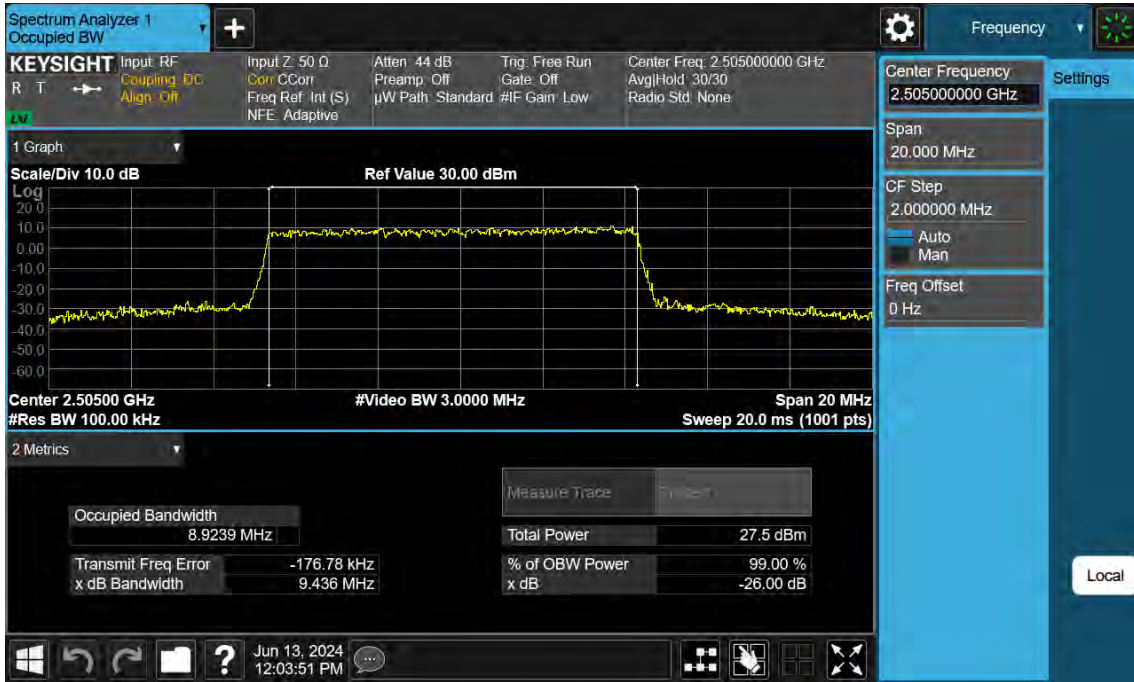 Spectrum Analyzer 1
Occupied BW
+
Frequency
KEYSIGHT
R T
Input: RF
Coupling: DC
Align: Off
Input Z: 50 Ω
Corr CCorr
Freq Ref: Int (S)
NFE: Adaptive
Atten: 44 dB
Preamp: Off
µW Path: Standard
Trig: Free Run
Gate: Off
#IF Gain: Low
Center Freq: 2.505000000 GHz
Avg|Hold: 30/30
Radio Std: None
Center Frequency
2.505000000 GHz
Settings
Span
20.000 MHz
CF Step
2.000000 MHz
Auto
Man
Freq Offset
0 Hz
Local
1 Graph
Scale/Div 10.0 dB
Ref Value 30.00 dBm
Log
20.0
10.0
0.00
-10.0
-20.0
-30.0
-40.0
-50.0
-60.0
Center 2.50500 GHz
#Video BW 3.0000 MHz
Span 20 MHz
#Res BW 100.00 kHz
Sweep 20.0 ms (1001 pts)
2 Metrics
Measure Trace
Occupied Bandwidth
8.9239 MHz
Total Power
27.5 dBm
Transmit Freq Error
-176.78 kHz
% of OBW Power
99.00 %
x dB Bandwidth
9.436 MHz
x dB
-26.00 dB
?
Jun 13, 2024
12:03:51 PM